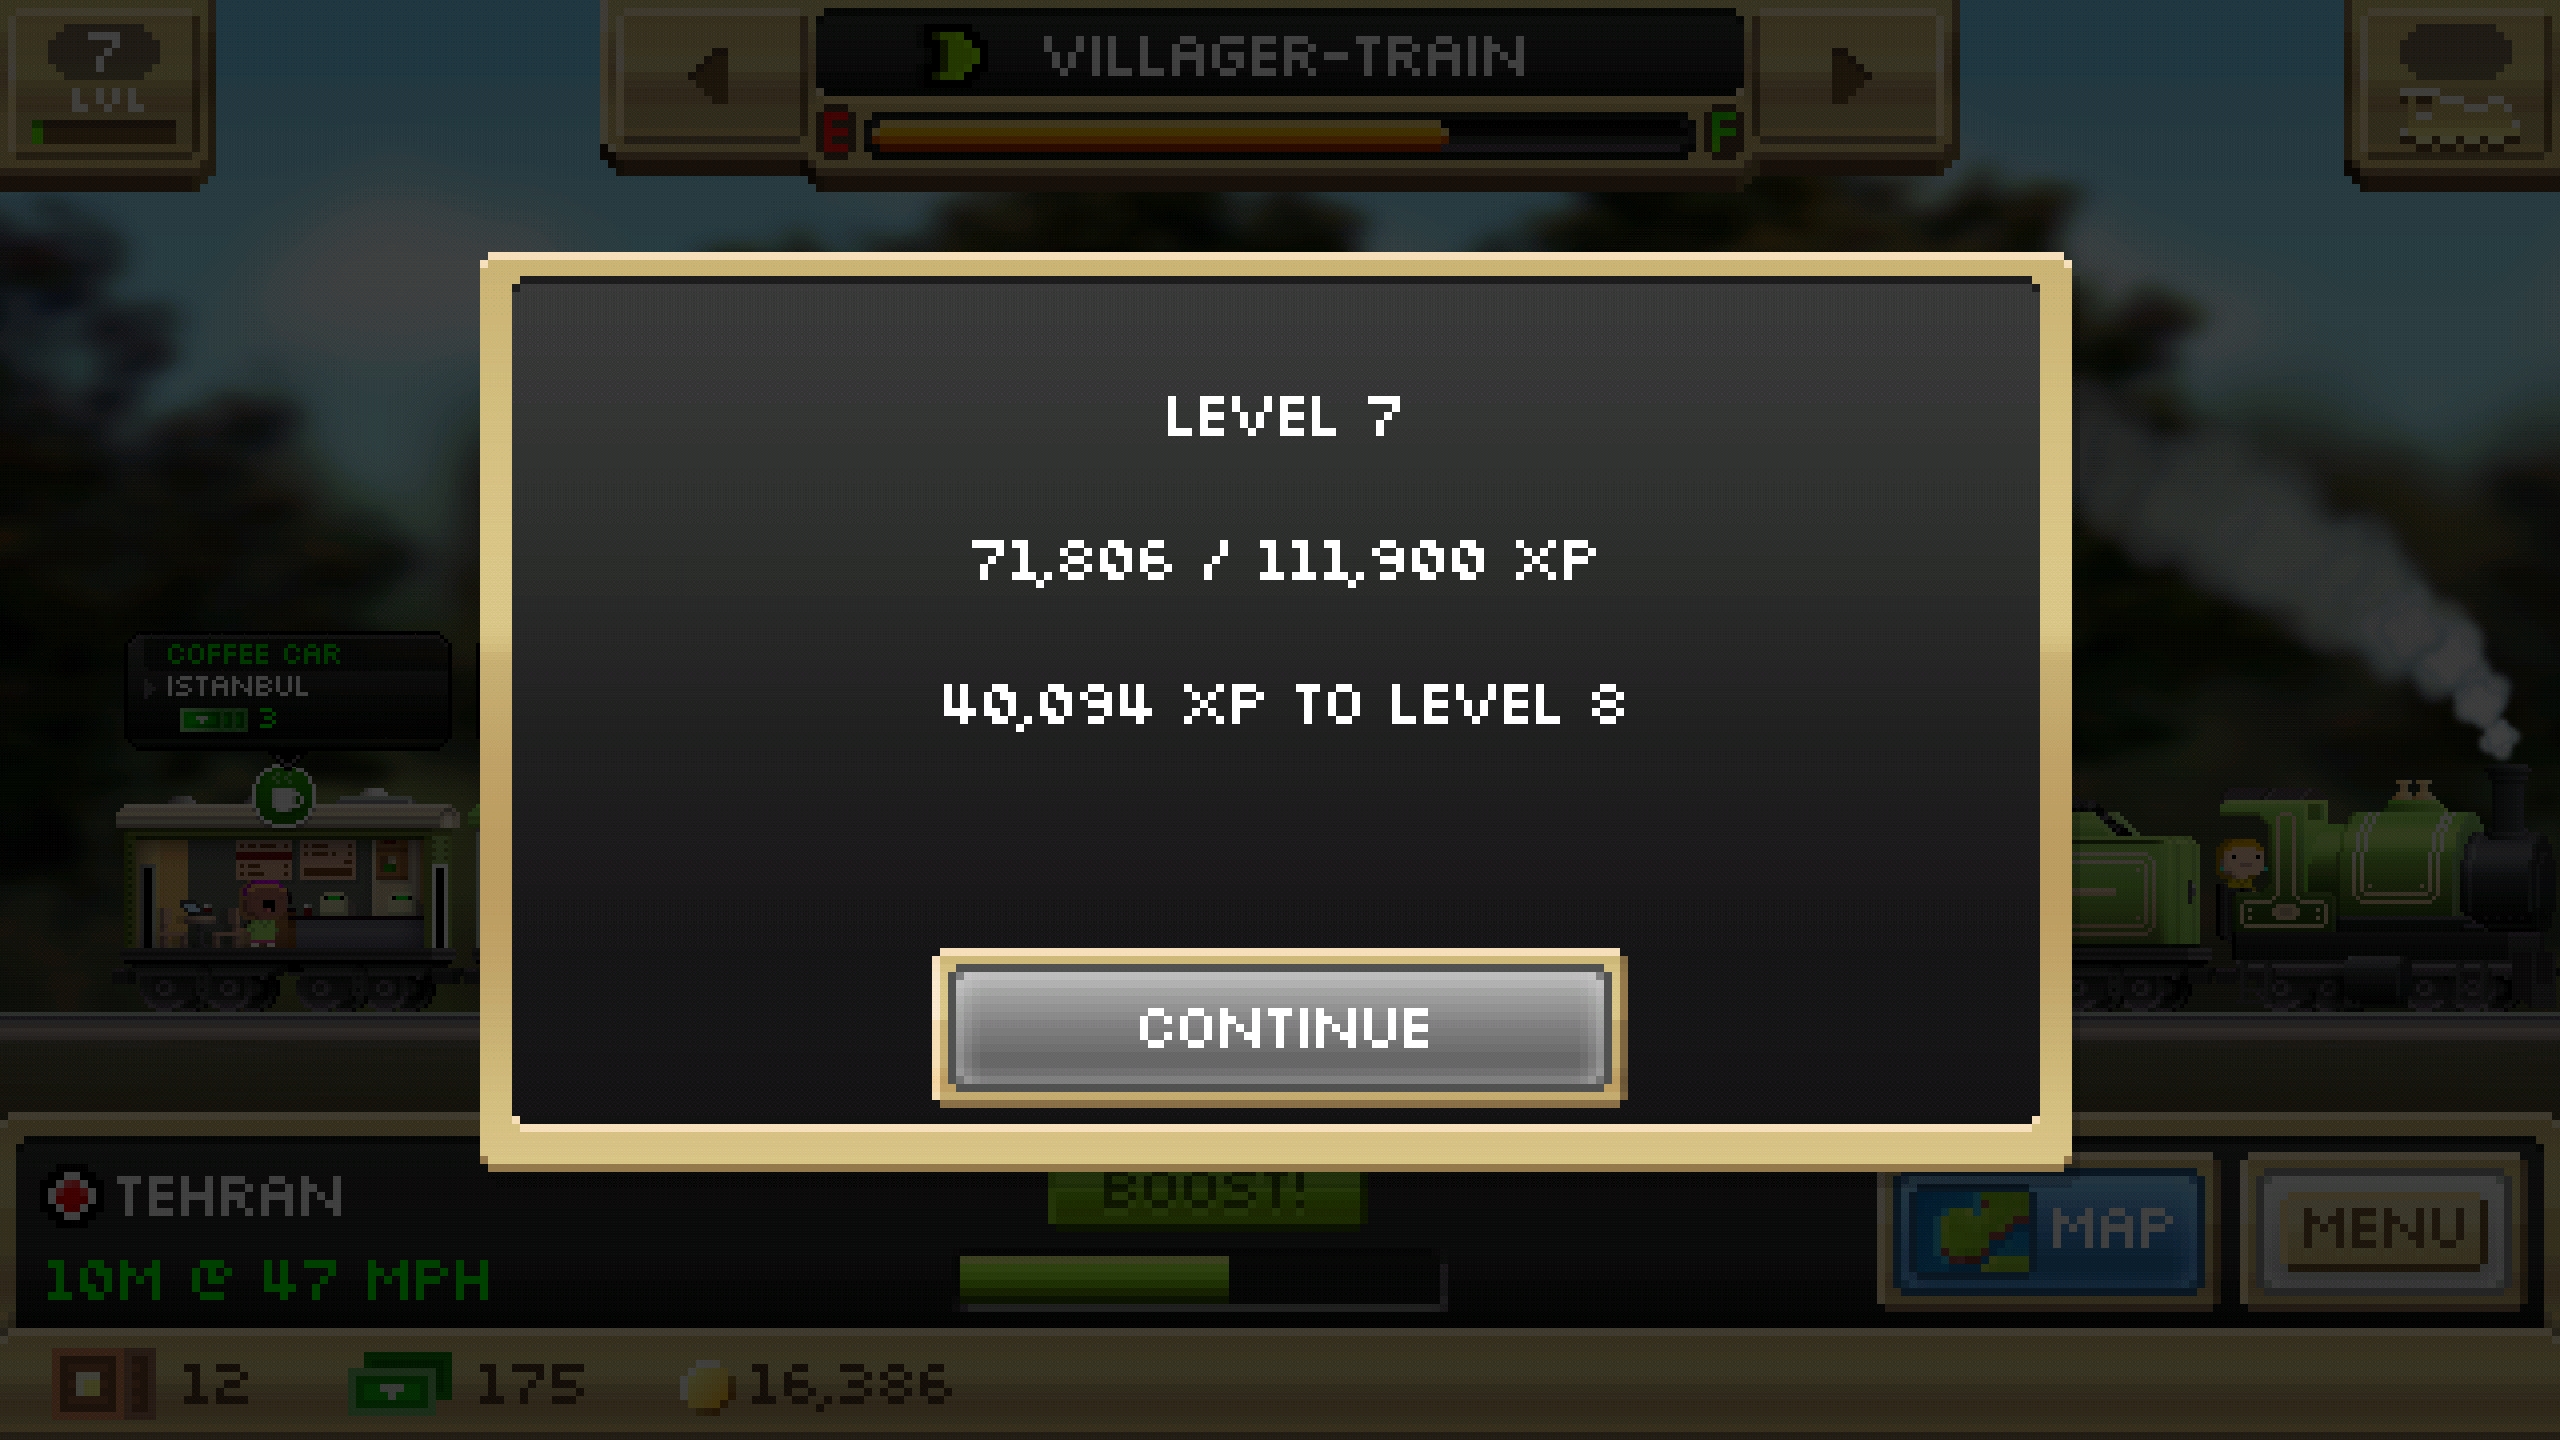 7
LVL
VILLAGER-TRAIN
E
F
LEVEL 7
71,806 / 111,900 XP
40,094 XP TO LEVEL 8
CONTINUE
COFFEE CAR
ISTANBUL
3
TEHRAN
10M @ 47 MPH
BOOST!
MAP
MENU
12
175
16,386